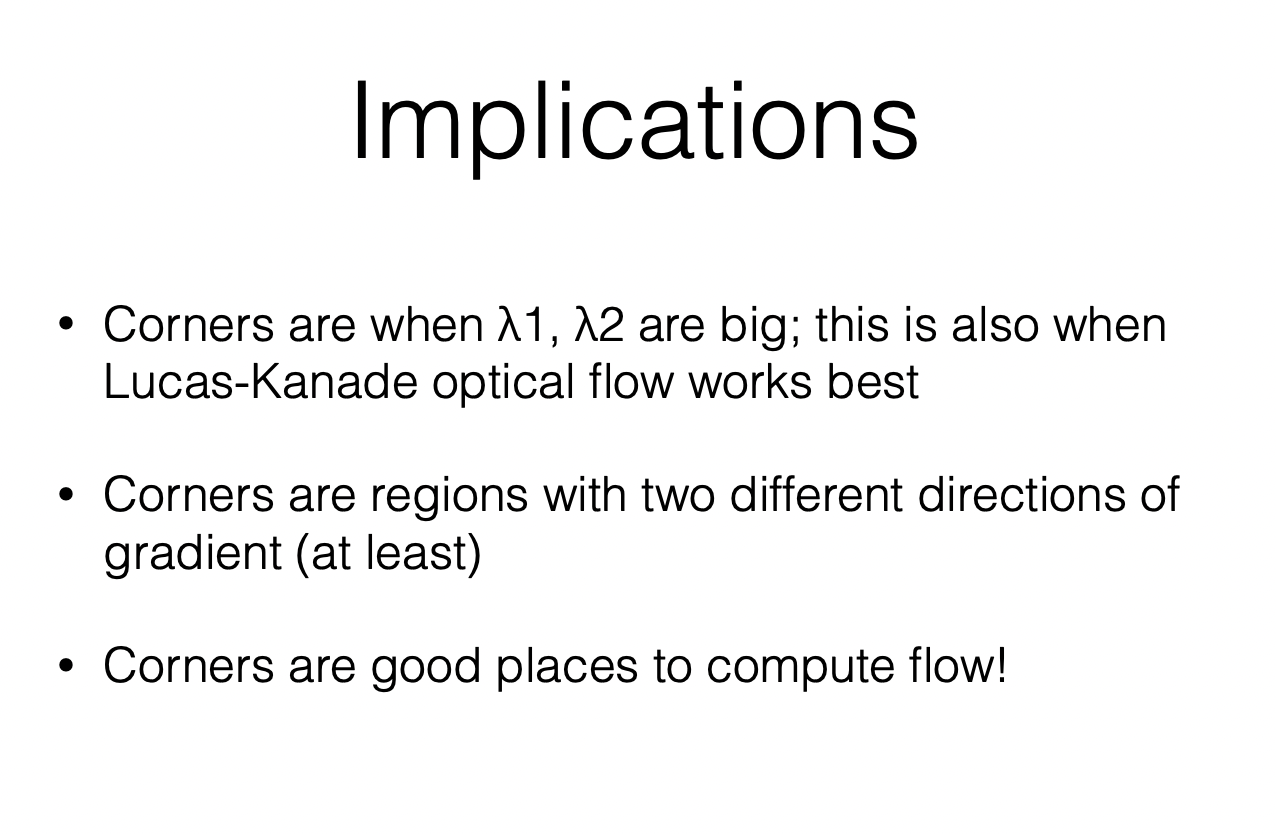 Implications
• Corners are when λ1, λ2 are big; this is also when
Lucas-Kanade optical flow works best
• Corners are regions with two different directions of
gradient (at least)
• Corners are good places to compute flow!